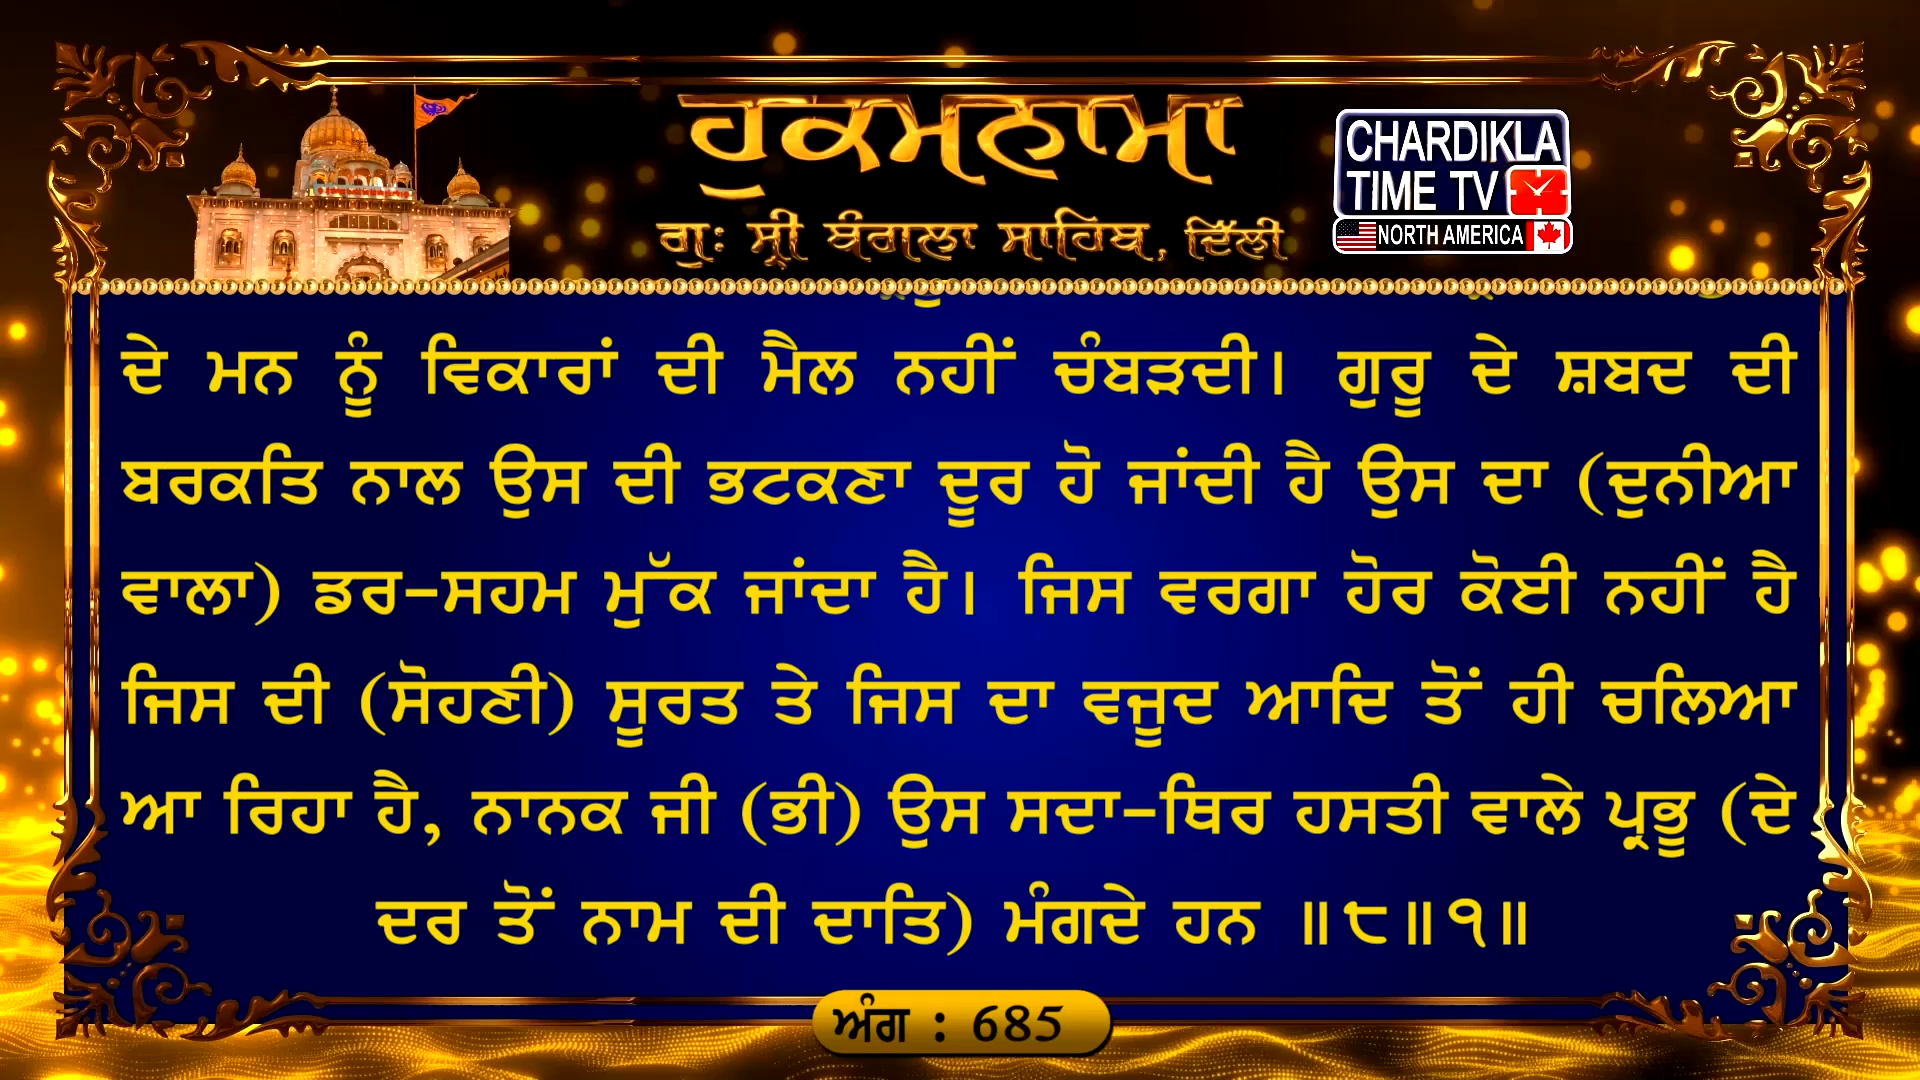 ਹੁਕਮਨਾਮਾ
ਗੁਃ ਸ੍ਰੀ ਬੰਗਲਾ ਸਾਹਿਬ, ਦਿੱਲੀ
CHARDIKLA
TIME TV
NORTH AMERICA
ਦੇ ਮਨ ਨੂੰ ਵਿਕਾਰਾਂ ਦੀ ਮੈਲ ਨਹੀਂ ਚੰਬੜਦੀ। ਗੁਰੂ ਦੇ ਸ਼ਬਦ ਦੀ
ਬਰਕਤਿ ਨਾਲ ਉਸ ਦੀ ਭਟਕਣਾ ਦੂਰ ਹੋ ਜਾਂਦੀ ਹੈ ਉਸ ਦਾ (ਦੁਨੀਆ
ਵਾਲਾ) ਡਰ-ਸਹਮ ਮੁੱਕ ਜਾਂਦਾ ਹੈ। ਜਿਸ ਵਰਗਾ ਹੋਰ ਕੋਈ ਨਹੀਂ ਹੈ
ਜਿਸ ਦੀ (ਸੋਹਣੀ) ਸੂਰਤ ਤੇ ਜਿਸ ਦਾ ਵਜੂਦ ਆਦਿ ਤੋਂ ਹੀ ਚਲਿਆ
ਆ ਰਿਹਾ ਹੈ, ਨਾਨਕ ਜੀ (ਭੀ) ਉਸ ਸਦਾ-ਥਿਰ ਹਸਤੀ ਵਾਲੇ ਪ੍ਰਭੂ (ਦੇ
ਦਰ ਤੋਂ ਨਾਮ ਦੀ ਦਾਤਿ) ਮੰਗਦੇ ਹਨ ॥੮॥੧॥
ਅੰਗ : 685